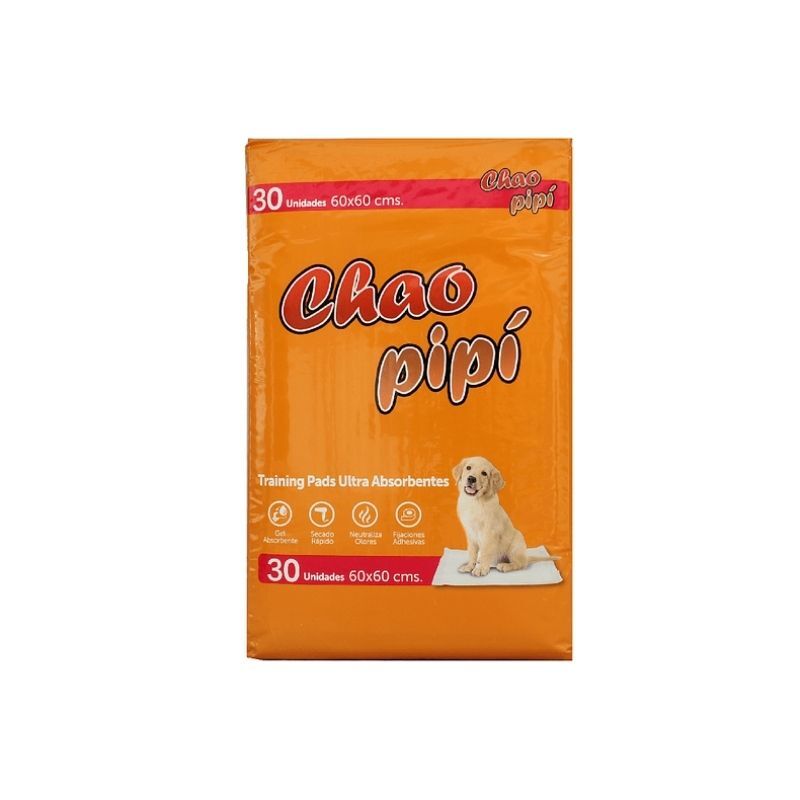 30 Unidades 60x60 cms.
Chao
pipí
Chao
pipí
Training Pads Ultra Absorbentes
Gel
Absorbente
Secado
Rápido
Neutraliza
Olores
Fijaciones
Adhesivas
30 Unidades 60x60 cms.